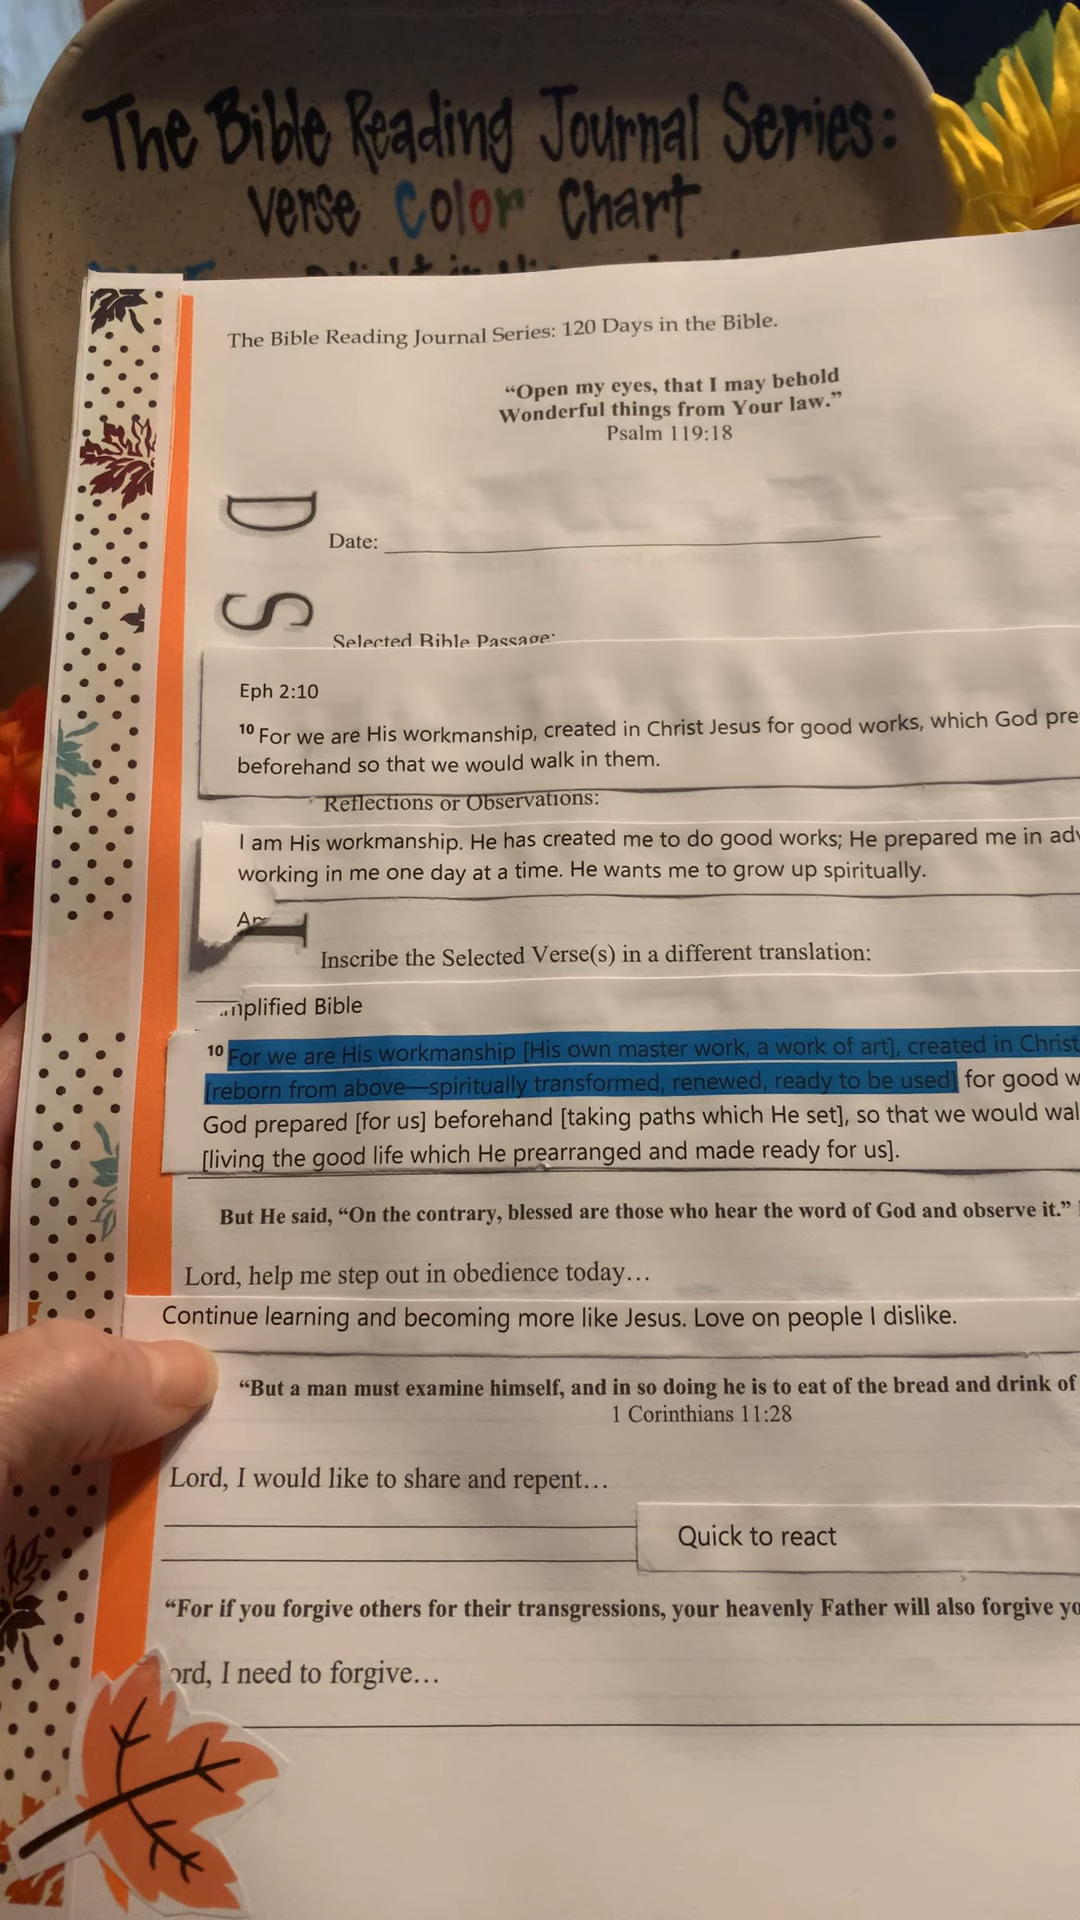 The Bible Reading Journal Series:
Verse Color Chart
Delight in
The Bible Reading Journal Series: 120 Days in the Bible.
“Open my eyes, that I may behold
Wonderful things from Your law.”
Psalm 119:18
D
Date:
S
Selected Bible Passage:
Eph 2:10
10 For we are His workmanship, created in Christ Jesus for good works, which God pre
beforehand so that we would walk in them.
Reflections or Observations:
I am His workmanship. He has created me to do good works; He prepared me in adv
working in me one day at a time. He wants me to grow up spiritually.
I
Inscribe the Selected Verse(s) in a different translation:
mplified Bible
10 For we are His workmanship [His own master work, a work of art], created in Christ
[reborn from above—spiritually transformed, renewed, ready to be used] for good w
God prepared [for us] beforehand [taking paths which He set], so that we would wal
[living the good life which He prearranged and made ready for us].
But He said, “On the contrary, blessed are those who hear the word of God and observe it.”
Lord, help me step out in obedience today…
Continue learning and becoming more like Jesus. Love on people I dislike.
“But a man must examine himself, and in so doing he is to eat of the bread and drink of
1 Corinthians 11:28
Lord, I would like to share and repent…
Quick to react
“For if you forgive others for their transgressions, your heavenly Father will also forgive yo
ord, I need to forgive…